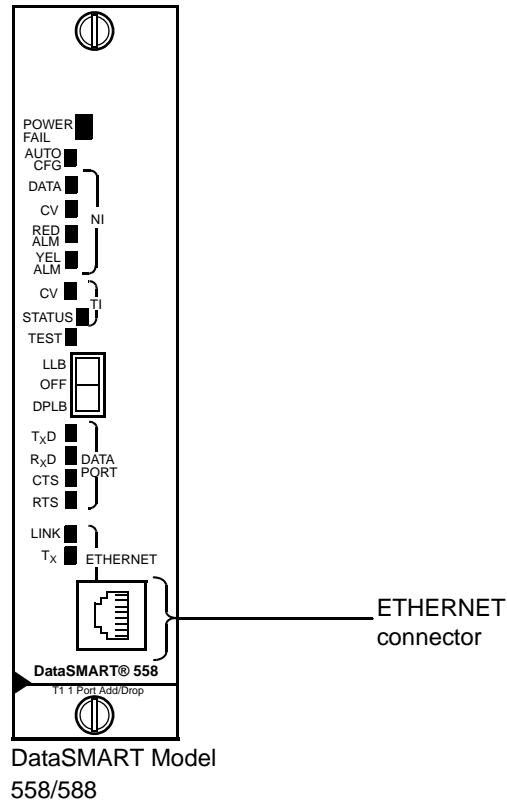 POWER
FAIL
AUTO
CFG
DATA
CV
RED
ALM
YEL
ALM
NI
CV
STATUS
TI
TEST
LLB
OFF
DPLB
TXD
RXD
CTS
RTS
DATA
PORT
LINK
TX
ETHERNET
ETHERNET
connector
DataSMART® 558
T1 1 Port Add/Drop
DataSMART Model
558/588